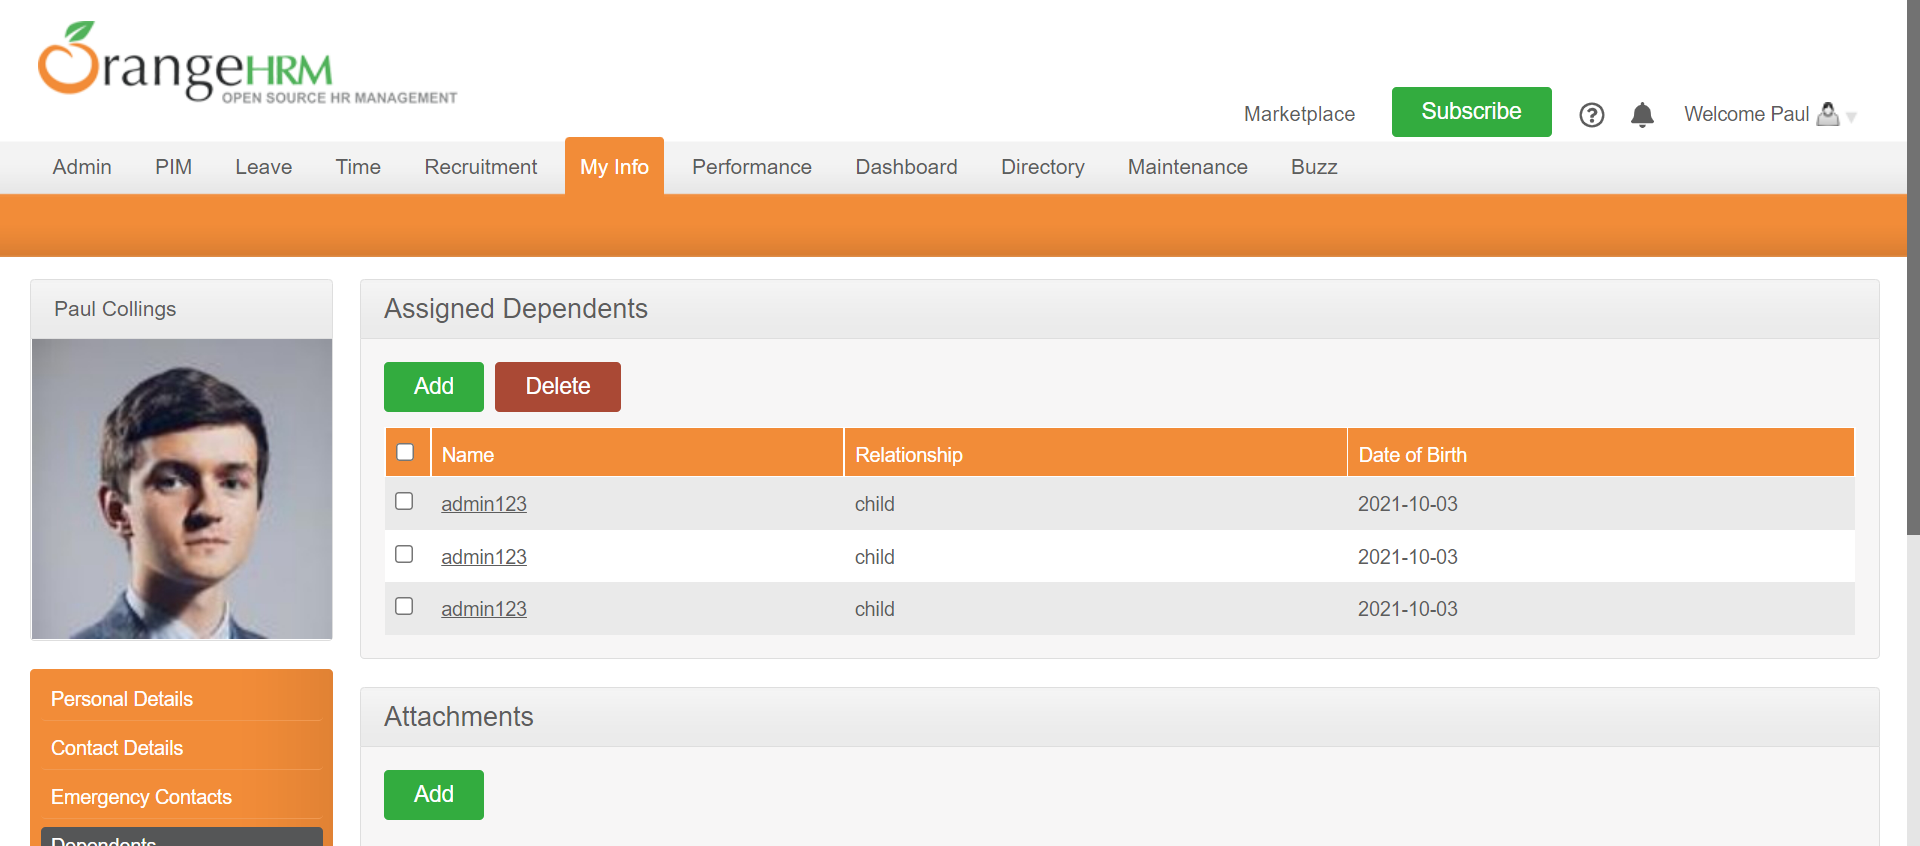 OrangeHRM
OPEN SOURCE HR MANAGEMENT
Marketplace
Subscribe
?
Welcome Paul
Admin PIM Leave Time Recruitment My Info Performance Dashboard Directory Maintenance Buzz
Paul Collings
Assigned Dependents
Add Delete
Name Relationship Date of Birth
admin123 child 2021-10-03
admin123 child 2021-10-03
admin123 child 2021-10-03
Personal Details
Contact Details
Emergency Contacts
Dependents
Attachments
Add